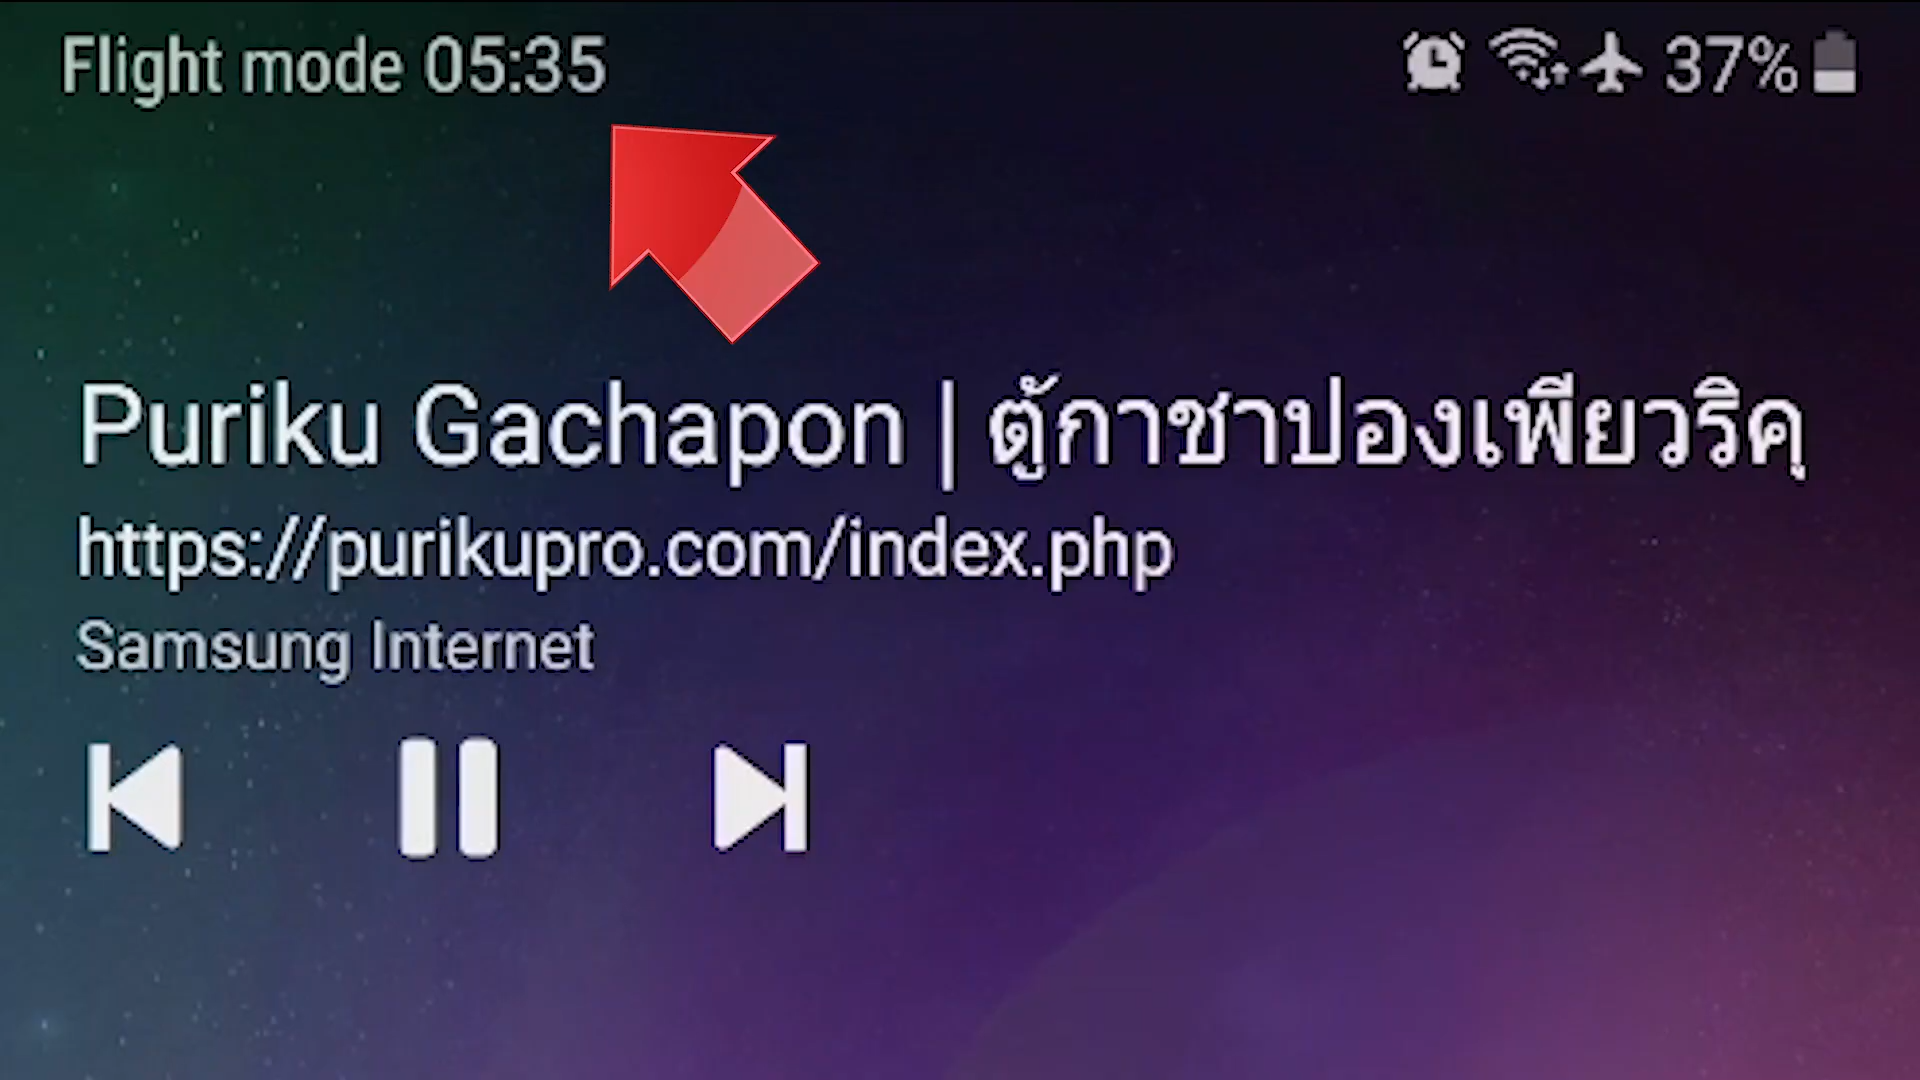 Flight mode 05:35 37%
Puriku Gachapon | ตู้กาชาปองเพียวริคุ
https://purikupro.com/index.php
Samsung Internet